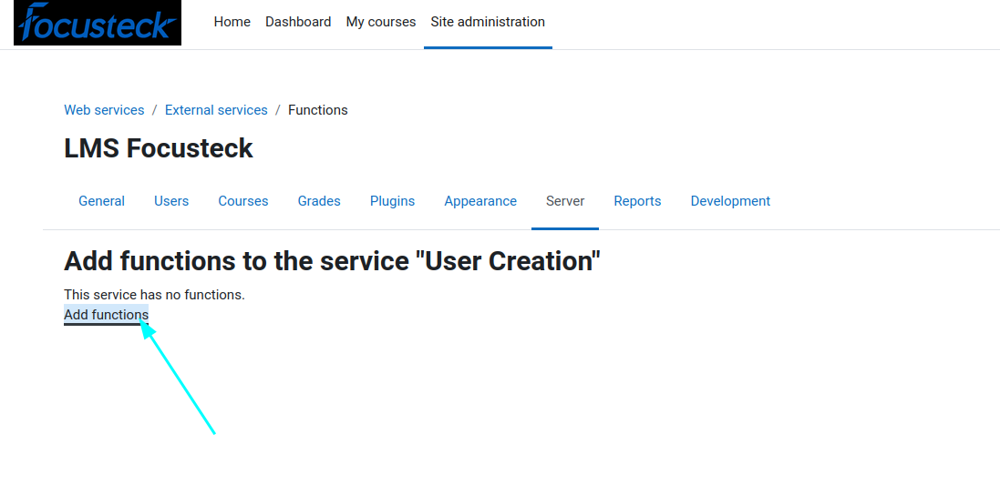 Focusteck
Home Dashboard My courses Site administration
Web services / External services / Functions
LMS Focusteck
General Users Courses Grades Plugins Appearance Server Reports Development
Add functions to the service "User Creation"
This service has no functions.
Add functions